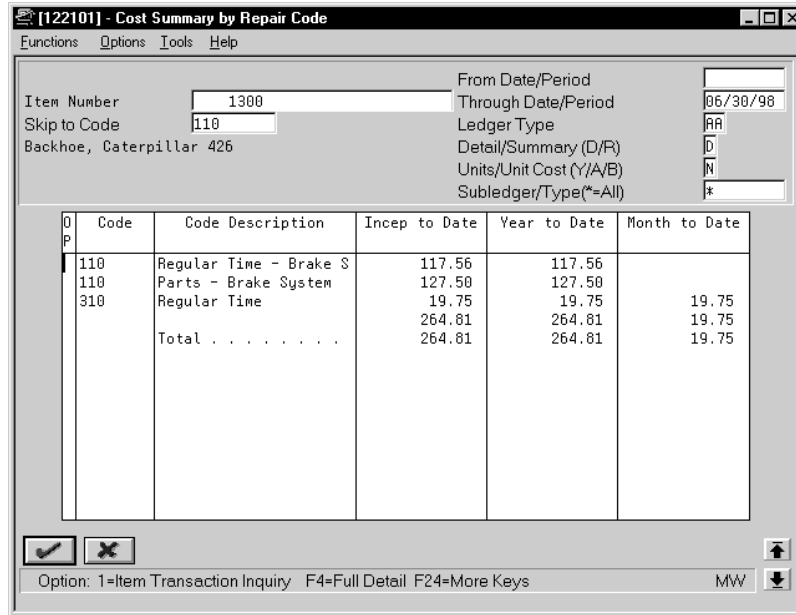 [122101] - Cost Summary by Repair Code
Functions Options Tools Help
From Date/Period
Item Number 1300 Through Date/Period 06/30/98
Skip to Code 110 Ledger Type AA
Backhoe, Caterpillar 426 Detail/Summary (D/R) D
Units/Unit Cost (Y/A/B) N
Subledger/Type(*=All) *
O P Code Code Description Incep to Date Year to Date Month to Date
110 Regular Time - Brake S 117.56 117.56
110 Parts - Brake System 127.50 127.50
310 Regular Time 19.75 19.75 19.75
264.81 264.81 19.75
Total . . . . . . . . 264.81 264.81 19.75
Option: 1=Item Transaction Inquiry F4=Full Detail F24=More Keys MW